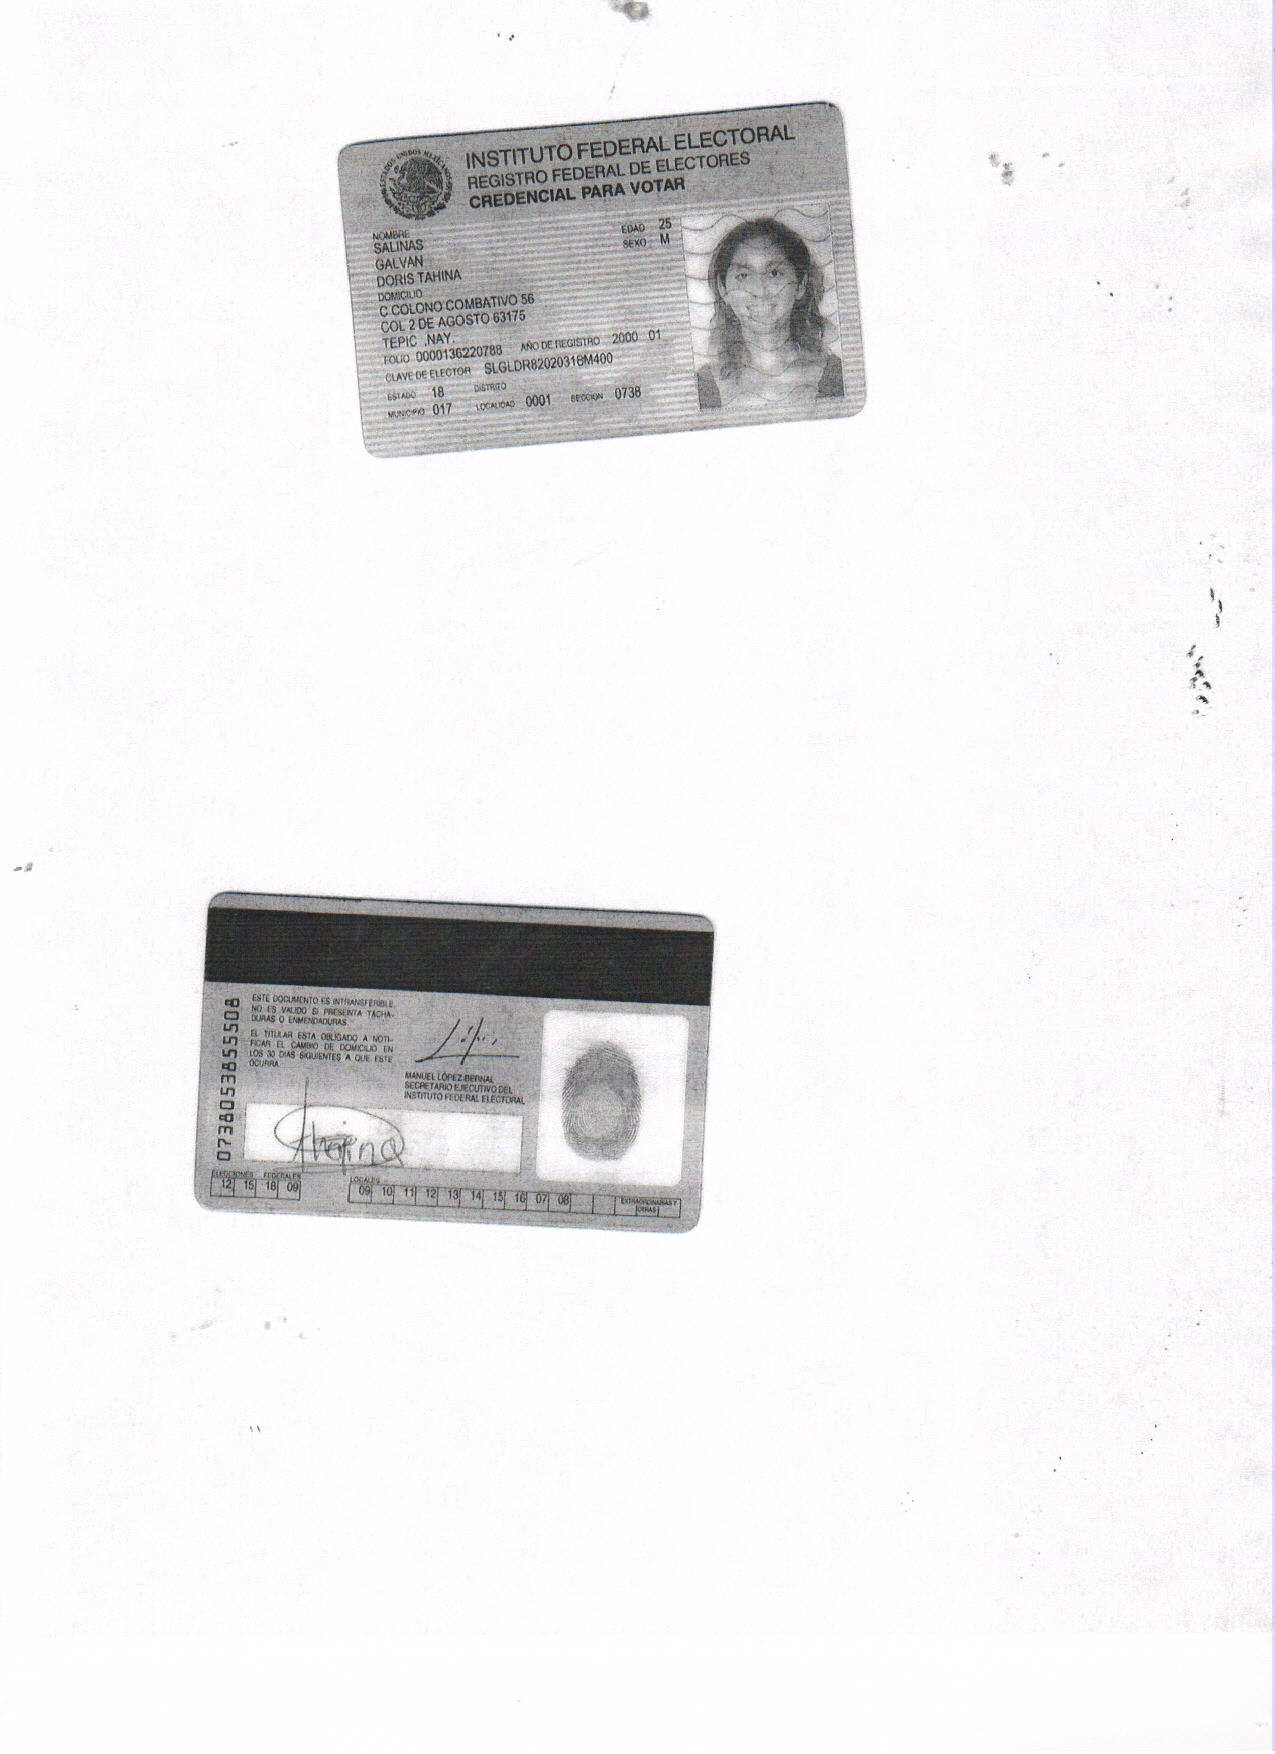 ESTADOS UNIDOS MEXICANOS
INSTITUTO FEDERAL ELECTORAL
REGISTRO FEDERAL DE ELECTORES
CREDENCIAL PARA VOTAR
NOMBRE
SALINAS
GALVAN
DORIS TAHINA
EDAD 25
SEXO M
DOMICILIO
C COLONO COMBATIVO 56
COL 2 DE AGOSTO 63175
TEPIC ,NAY.
FOLIO 0000136220788 AÑO DE REGISTRO 2000 01
CLAVE DE ELECTOR SLGLDR82020318M400
ESTADO 18 DISTRITO
MUNICIPIO 017 LOCALIDAD 0001 SECCION 0738
0738053855508
ESTE DOCUMENTO ES INTRANSFERIBLE.
NO ES VALIDO SI PRESENTA TACHA-
DURAS O ENMENDADURAS.
EL TITULAR ESTA OBLIGADO A NOTI-
FICAR EL CAMBIO DE DOMICILIO EN
LOS 30 DIAS SIGUIENTES A QUE ESTE
OCURRA.
MANUEL LÓPEZ BERNAL
SECRETARIO EJECUTIVO DEL
INSTITUTO FEDERAL ELECTORAL
ELECCIONES FEDERALES
12 15 18 09
LOCALES
09 10 11 12 13 14 15 16 07 08
EXTRAORDINARIAS Y
OTRAS